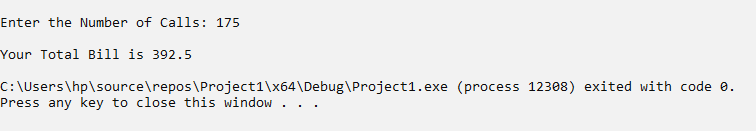 Enter the Number of Calls: 175
Your Total Bill is 392.5
C:\Users\hp\source\repos\Project1\x64\Debug\Project1.exe (process 12308) exited with code 0.
Press any key to close this window . . .